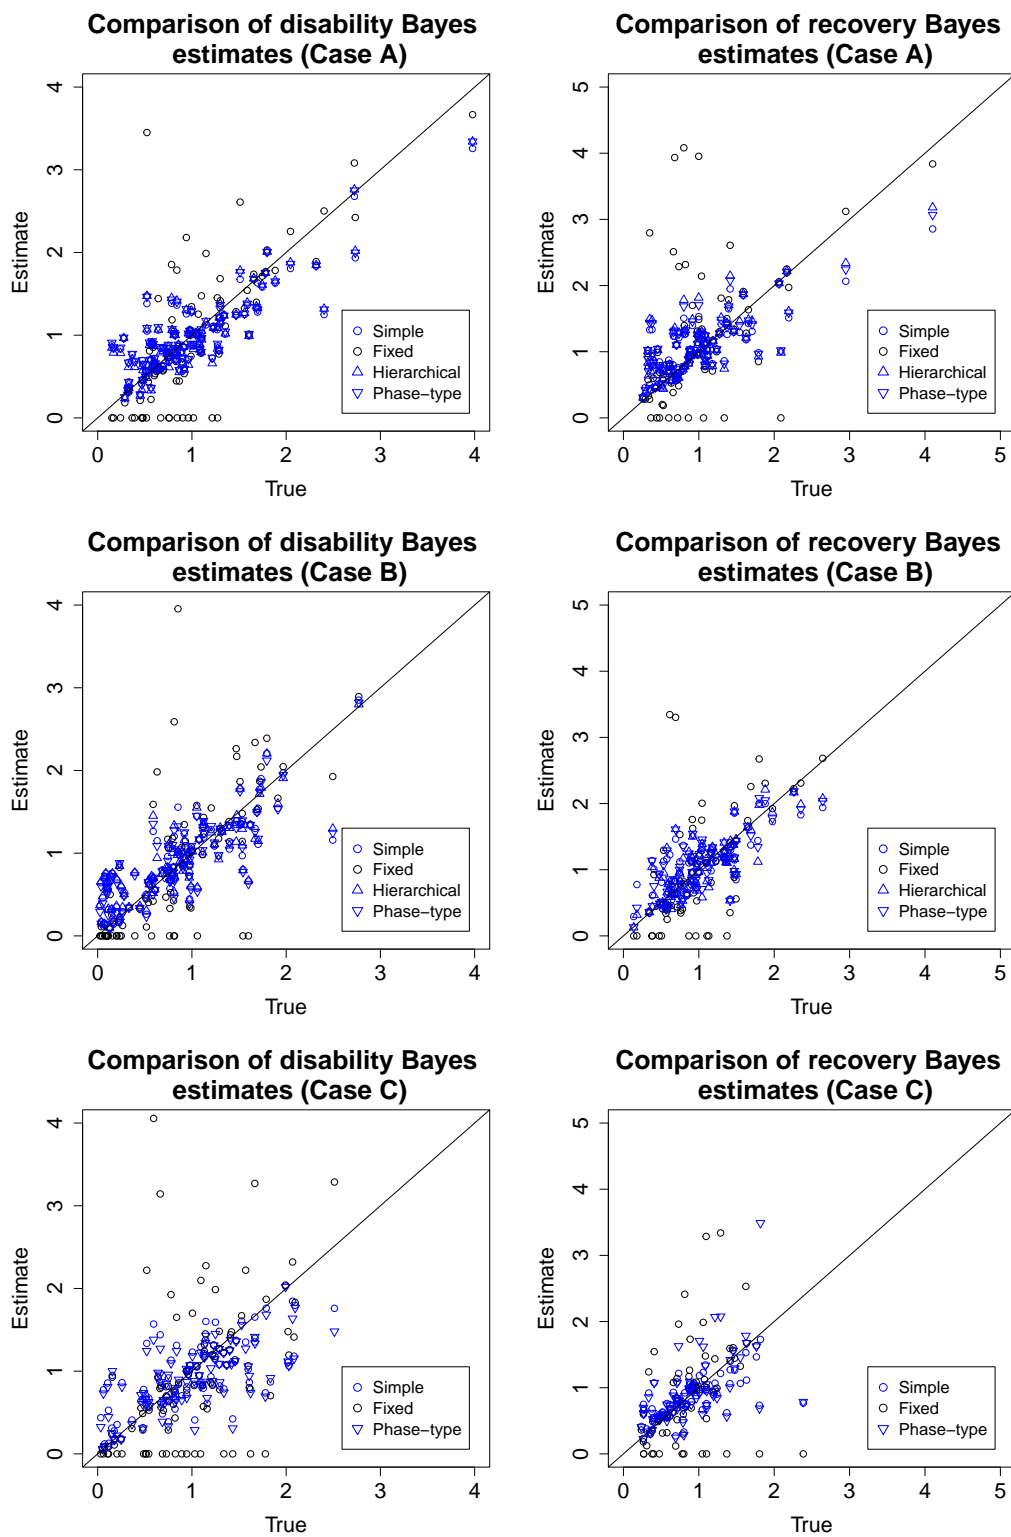 Comparison of disability Bayes
estimates (Case A)
Estimate
0
1
2
3
4
0 1 2 3 4
True
Simple
Fixed
Hierarchical
Phase−type
Comparison of recovery Bayes
estimates (Case A)
Estimate
0
1
2
3
4
5
0 1 2 3 4 5
True
Simple
Fixed
Hierarchical
Phase−type
Comparison of disability Bayes
estimates (Case B)
Estimate
0
1
2
3
4
0 1 2 3 4
True
Simple
Fixed
Hierarchical
Phase−type
Comparison of recovery Bayes
estimates (Case B)
Estimate
0
1
2
3
4
5
0 1 2 3 4 5
True
Simple
Fixed
Hierarchical
Phase−type
Comparison of disability Bayes
estimates (Case C)
Estimate
0
1
2
3
4
0 1 2 3 4
True
Simple
Fixed
Phase−type
Comparison of recovery Bayes
estimates (Case C)
Estimate
0
1
2
3
4
5
0 1 2 3 4 5
True
Simple
Fixed
Phase−type